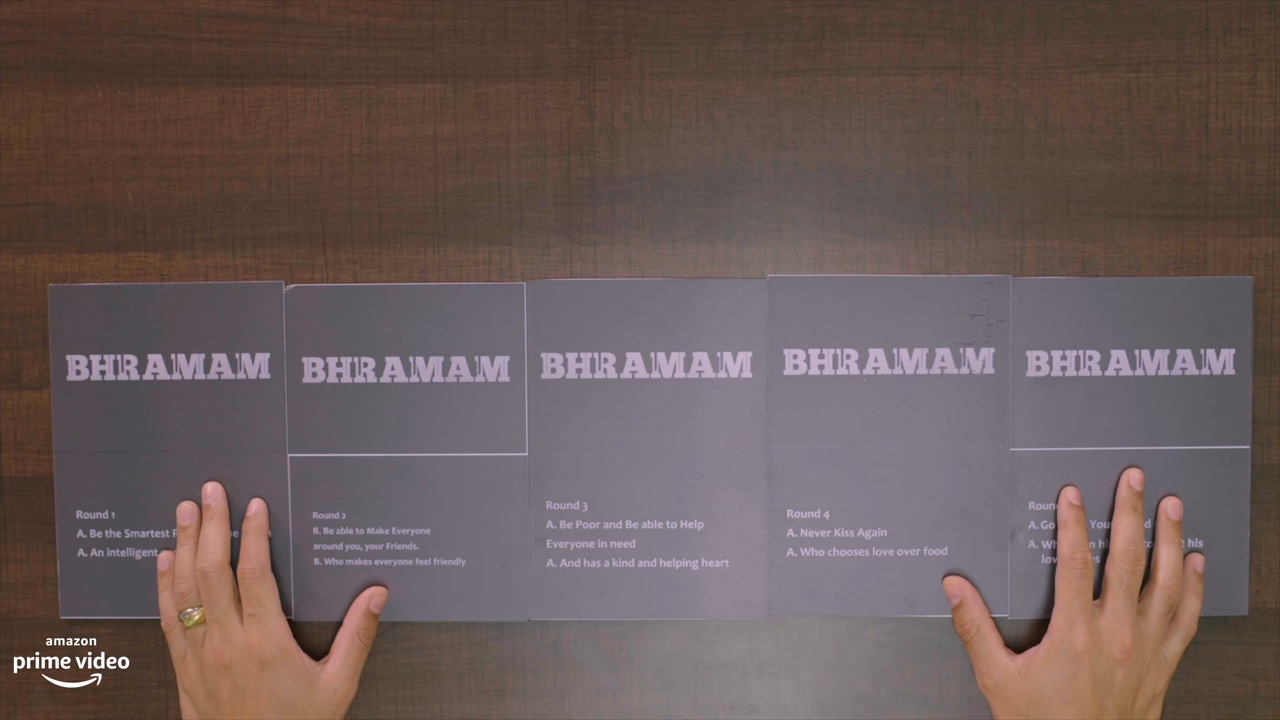 BHRAMAM
Round 1
A. Be the Smartest
A. An intelligent
BHRAMAM
Round 2
B. Be able to Make Everyone
around you, your Friends.
B. Who makes everyone feel friendly
BHRAMAM
Round 3
A. Be Poor and Be able to Help
Everyone in need
A. And has a kind and helping heart
BHRAMAM
Round 4
A. Never Kiss Again
A. Who chooses love over food
BHRAMAM
A.
A. his
amazon
prime video